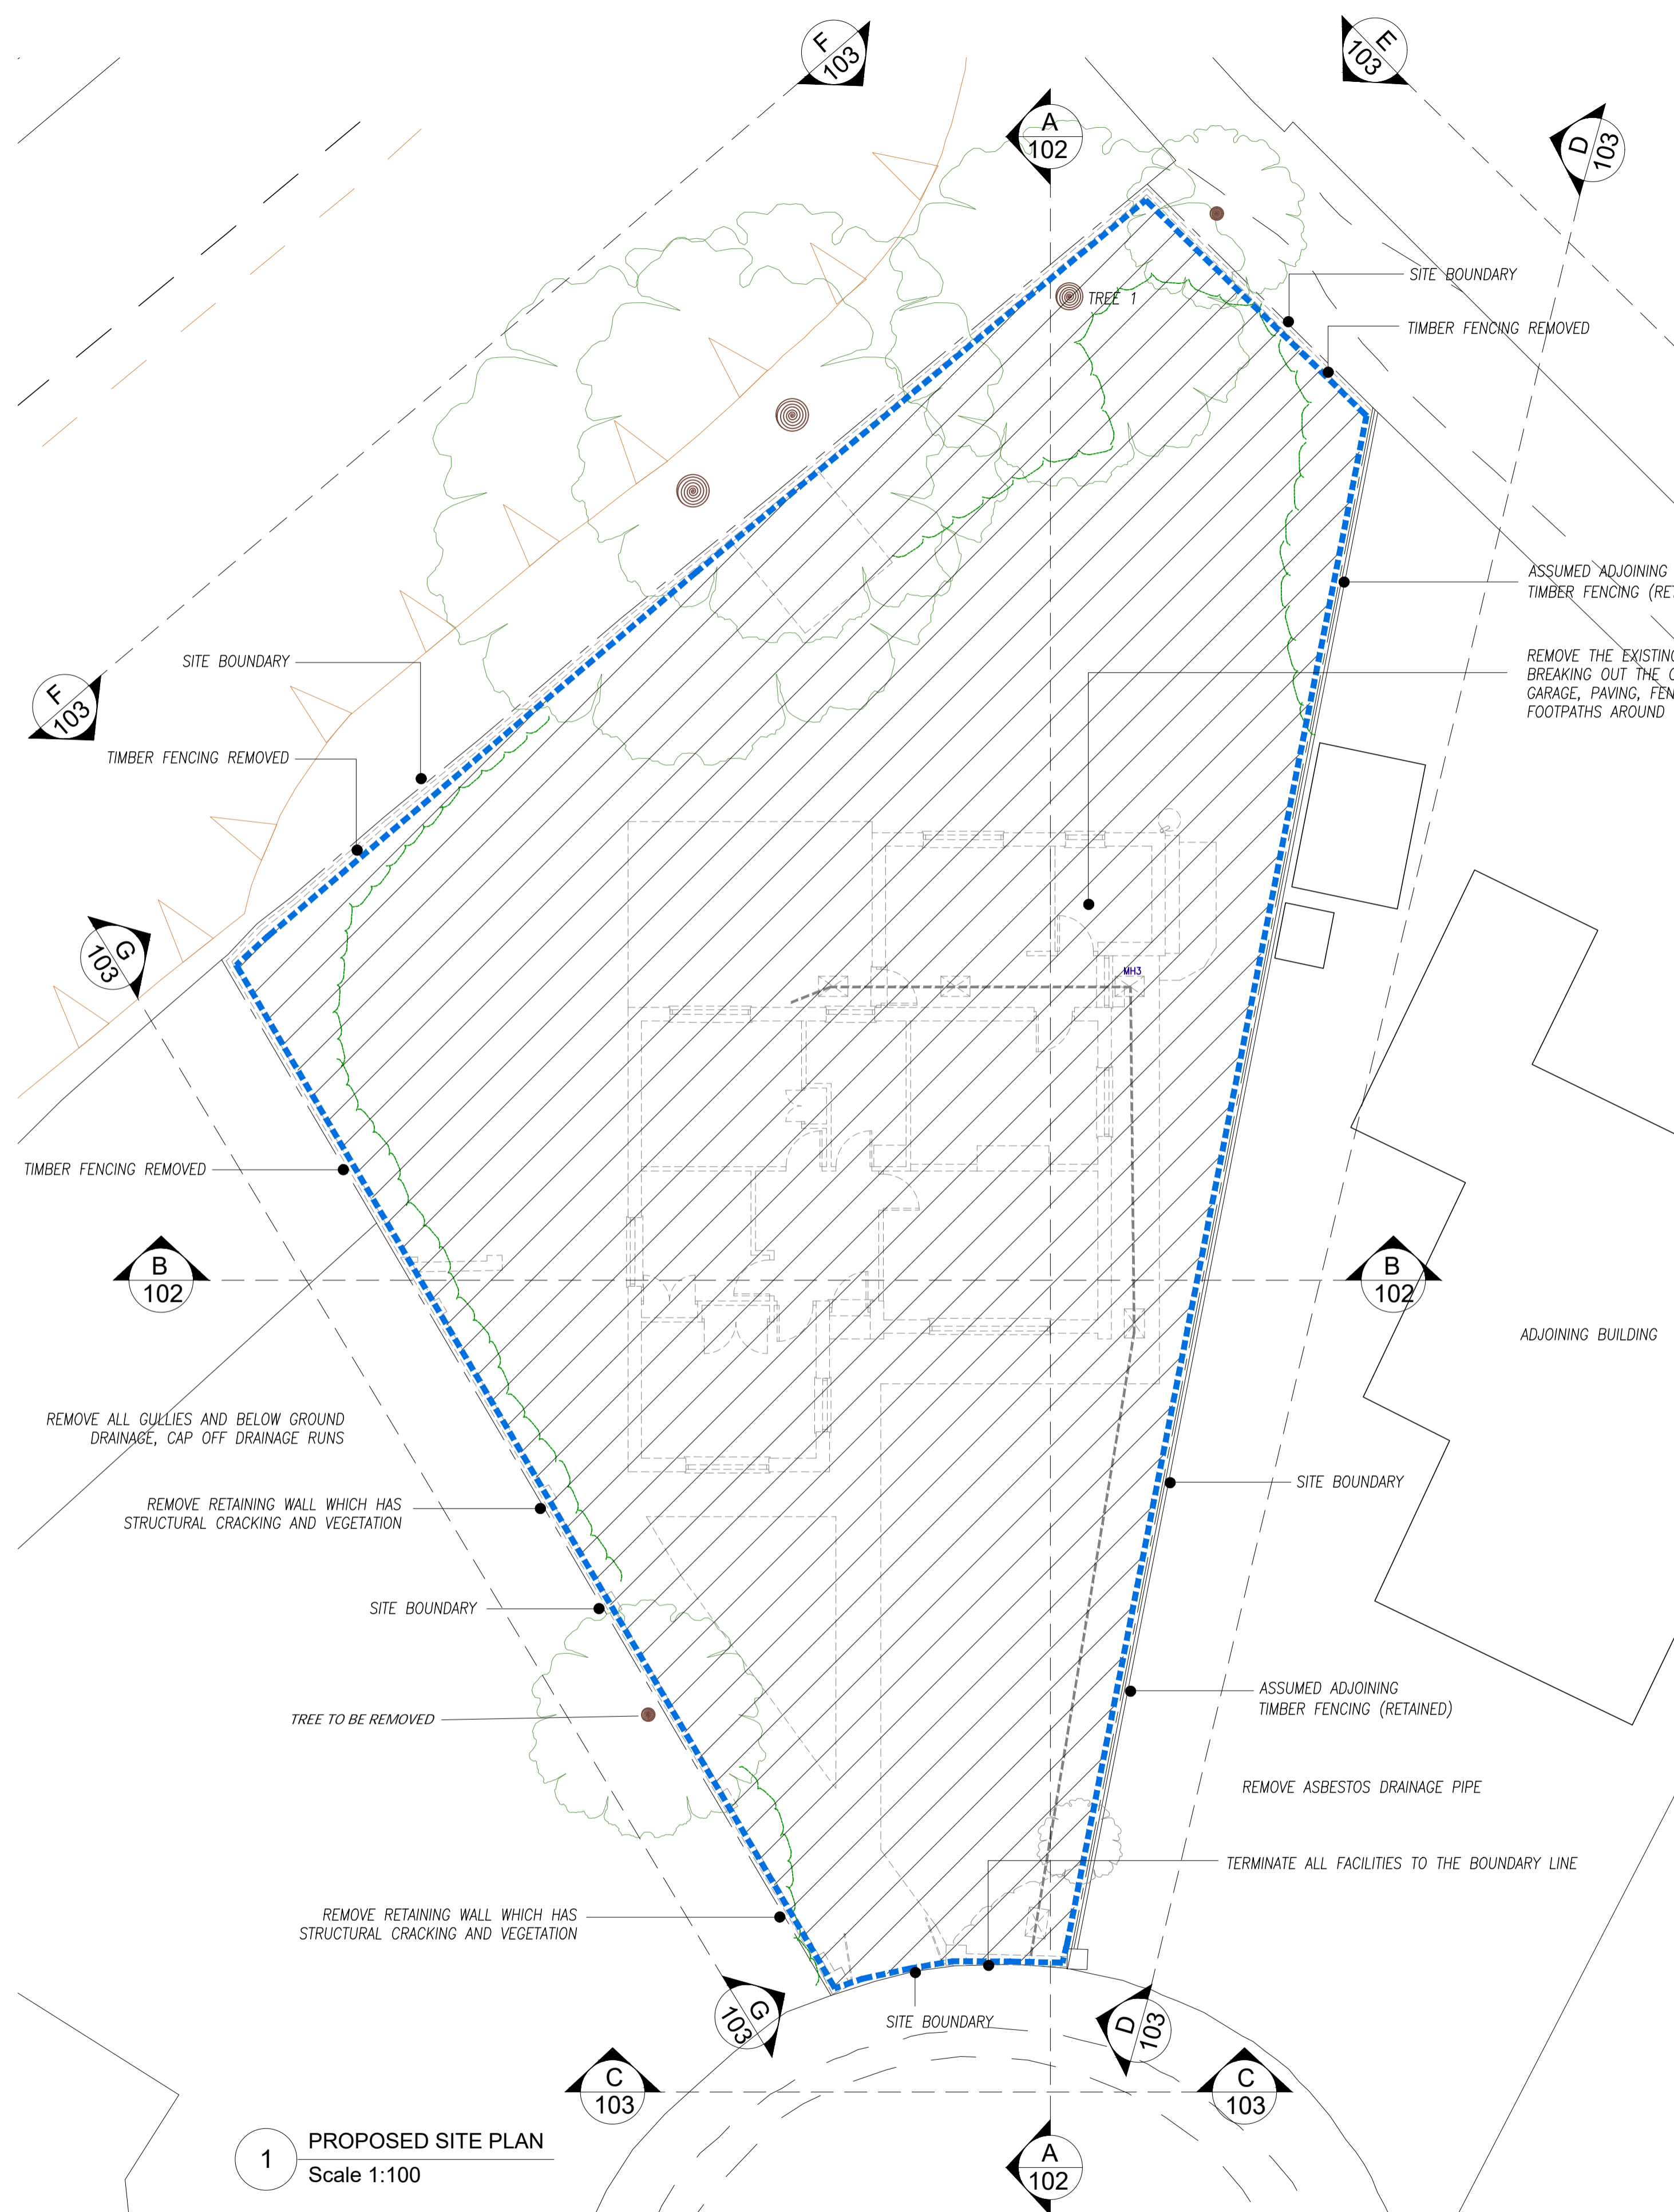 F
103
E
103
A
102
D
103
SITE BOUNDARY
TREE 1
TIMBER FENCING REMOVED
ASSUMED ADJOINING
TIMBER FENCING (RET
SITE BOUNDARY
REMOVE THE EXISTING
BREAKING OUT THE C
GARAGE, PAVING, FEN
FOOTPATHS AROUND
F
103
TIMBER FENCING REMOVED
G
103
MH3
TIMBER FENCING REMOVED
B
102
B
102
ADJOINING BUILDING
REMOVE ALL GULLIES AND BELOW GROUND
DRAINAGE, CAP OFF DRAINAGE RUNS
SITE BOUNDARY
REMOVE RETAINING WALL WHICH HAS
STRUCTURAL CRACKING AND VEGETATION
SITE BOUNDARY
ASSUMED ADJOINING
TIMBER FENCING (RETAINED)
TREE TO BE REMOVED
REMOVE ASBESTOS DRAINAGE PIPE
TERMINATE ALL FACILITIES TO THE BOUNDARY LINE
REMOVE RETAINING WALL WHICH HAS
STRUCTURAL CRACKING AND VEGETATION
G
103
SITE BOUNDARY
D
103
C
103
C
103
1
PROPOSED SITE PLAN
Scale 1:100
A
102